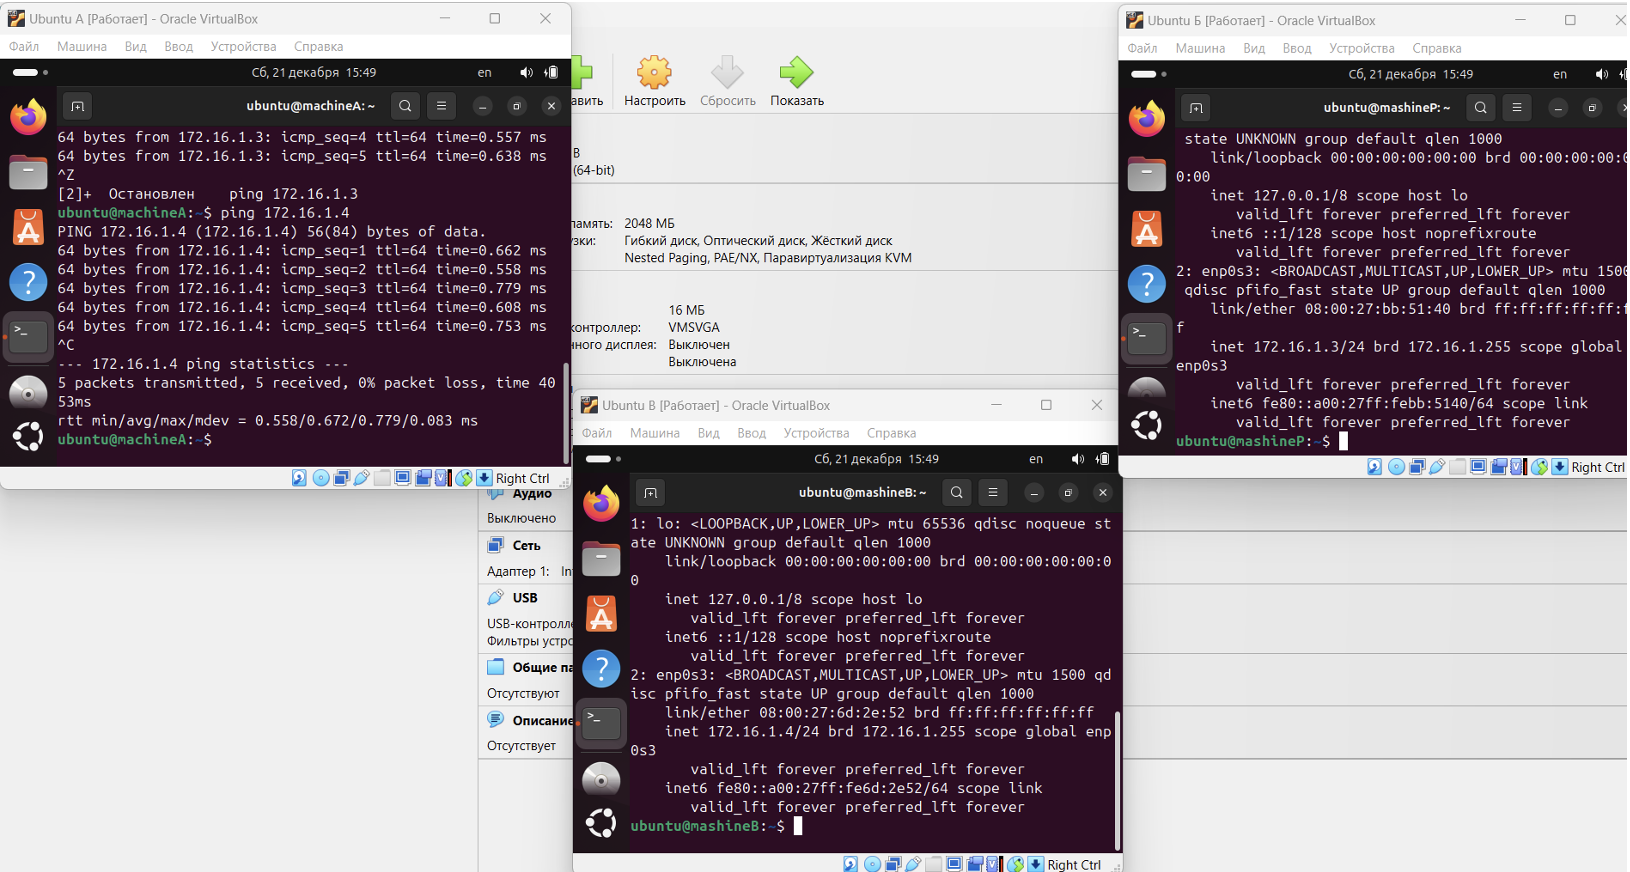 Ubuntu A [Работает] - Oracle VirtualBox
Файл Машина Вид Ввод Устройства Справка
Сб, 21 декабря 15:49 en
ubuntu@machineA: ~
64 bytes from 172.16.1.3: icmp_seq=4 ttl=64 time=0.557 ms
64 bytes from 172.16.1.3: icmp_seq=5 ttl=64 time=0.638 ms
^Z
[2]+ Остановлен ping 172.16.1.3
ubuntu@machineA:~$ ping 172.16.1.4
PING 172.16.1.4 (172.16.1.4) 56(84) bytes of data.
64 bytes from 172.16.1.4: icmp_seq=1 ttl=64 time=0.662 ms
64 bytes from 172.16.1.4: icmp_seq=2 ttl=64 time=0.558 ms
64 bytes from 172.16.1.4: icmp_seq=3 ttl=64 time=0.779 ms
64 bytes from 172.16.1.4: icmp_seq=4 ttl=64 time=0.608 ms
64 bytes from 172.16.1.4: icmp_seq=5 ttl=64 time=0.753 ms
^C
--- 172.16.1.4 ping statistics ---
5 packets transmitted, 5 received, 0% packet loss, time 40
53ms
rtt min/avg/max/mdev = 0.558/0.672/0.779/0.083 ms
ubuntu@machineA:~$
Right Ctrl
авить Настроить Сбросить Показать
В
(64-bit)
память: 2048 МБ
узки: Гибкий диск, Оптический диск, Жёсткий диск
Nested Paging, PAE/NX, Паравиртуализация KVM
16 МБ
контроллер: VMSVGA
нного дисплея: Выключен
Выключена
Аудио
Выключено
Сеть
Адаптер 1: In
USB
USB-контролле
Фильтры устро
Общие па
Отсутствуют
Описание
Отсутствует
Ubuntu Б [Работает] - Oracle VirtualBox
Файл Машина Вид Ввод Устройства Справка
Сб, 21 декабря 15:49 en
ubuntu@mashineP: ~
state UNKNOWN group default qlen 1000
link/loopback 00:00:00:00:00:00 brd 00:00:00:00:0
0:00
inet 127.0.0.1/8 scope host lo
valid_lft forever preferred_lft forever
inet6 ::1/128 scope host noprefixroute
valid_lft forever preferred_lft forever
2: enp0s3: <BROADCAST,MULTICAST,UP,LOWER_UP> mtu 1500
qdisc pfifo_fast state UP group default qlen 1000
link/ether 08:00:27:bb:51:40 brd ff:ff:ff:ff:ff:f
f
inet 172.16.1.3/24 brd 172.16.1.255 scope global
enp0s3
valid_lft forever preferred_lft forever
inet6 fe80::a00:27ff:febb:5140/64 scope link
valid_lft forever preferred_lft forever
ubuntu@mashineP:~$
Right Ctrl
Ubuntu В [Работает] - Oracle VirtualBox
Файл Машина Вид Ввод Устройства Справка
Сб, 21 декабря 15:49 en
ubuntu@mashineB: ~
1: lo: <LOOPBACK,UP,LOWER_UP> mtu 65536 qdisc noqueue st
ate UNKNOWN group default qlen 1000
link/loopback 00:00:00:00:00:00 brd 00:00:00:00:00:0
0
inet 127.0.0.1/8 scope host lo
valid_lft forever preferred_lft forever
inet6 ::1/128 scope host noprefixroute
valid_lft forever preferred_lft forever
2: enp0s3: <BROADCAST,MULTICAST,UP,LOWER_UP> mtu 1500 qd
isc pfifo_fast state UP group default qlen 1000
link/ether 08:00:27:6d:2e:52 brd ff:ff:ff:ff:ff:ff
inet 172.16.1.4/24 brd 172.16.1.255 scope global enp
0s3
valid_lft forever preferred_lft forever
inet6 fe80::a00:27ff:fe6d:2e52/64 scope link
valid_lft forever preferred_lft forever
ubuntu@mashineB:~$
Right Ctrl